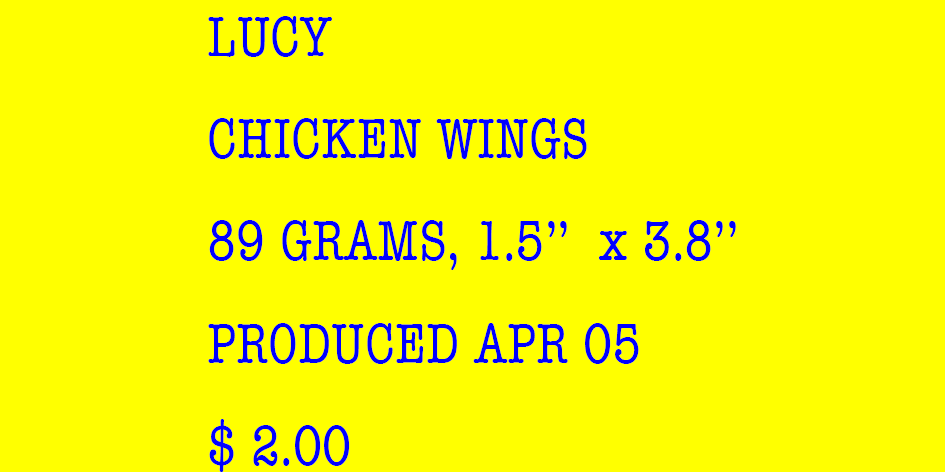 LUCY
CHICKEN WINGS
89 GRAMS, 1.5’’ x 3.8’’
PRODUCED APR 05
$ 2.00